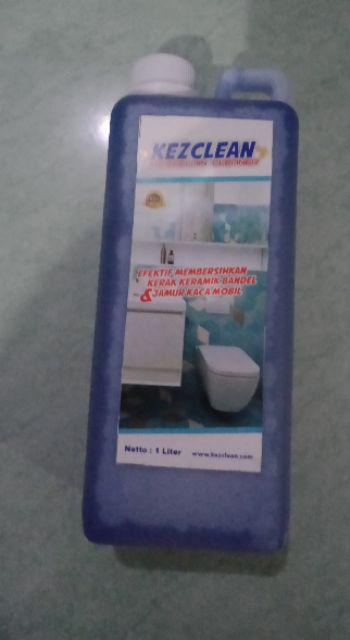 KEZCLEAN
EFEKTIF MEMBERSIHKAN
KERAK KERAMIK BANDEL
& JAMUR KACA MOBIL
Netto : 1 Liter www.kezclean.com